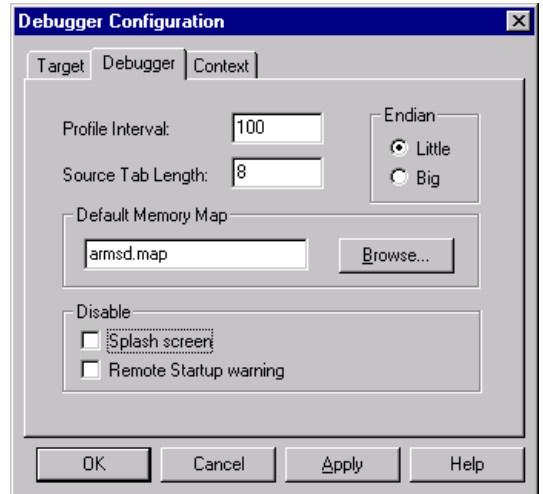 Debugger Configuration
Target Debugger Context
Profile Interval: 100
Source Tab Length: 8
Endian
Little
Big
Default Memory Map
armsd.map Browse...
Disable
Splash screen
Remote Startup warning
OK Cancel Apply Help